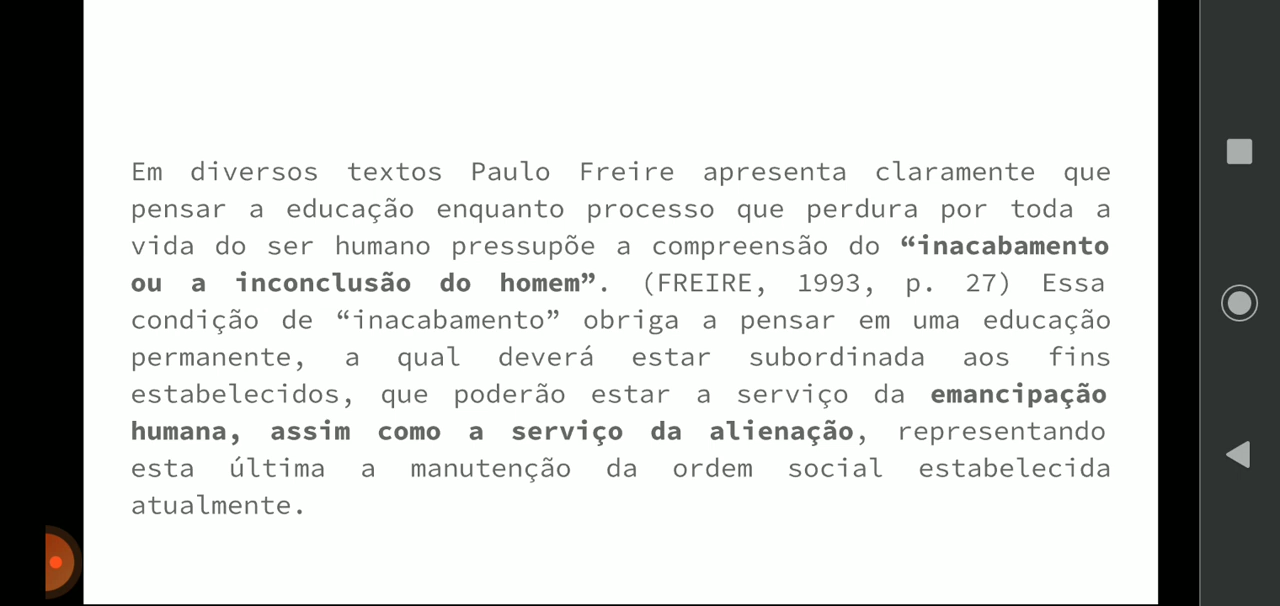 Em diversos textos Paulo Freire apresenta claramente que
pensar a educação enquanto processo que perdura por toda a
vida do ser humano pressupõe a compreensão do “inacabamento
ou a inconclusão do homem”. (FREIRE, 1993, p. 27) Essa
condição de “inacabamento” obriga a pensar em uma educação
permanente, a qual deverá estar subordinada aos fins
estabelecidos, que poderão estar a serviço da emancipação
humana, assim como a serviço da alienação, representando
esta última a manutenção da ordem social estabelecida
atualmente.